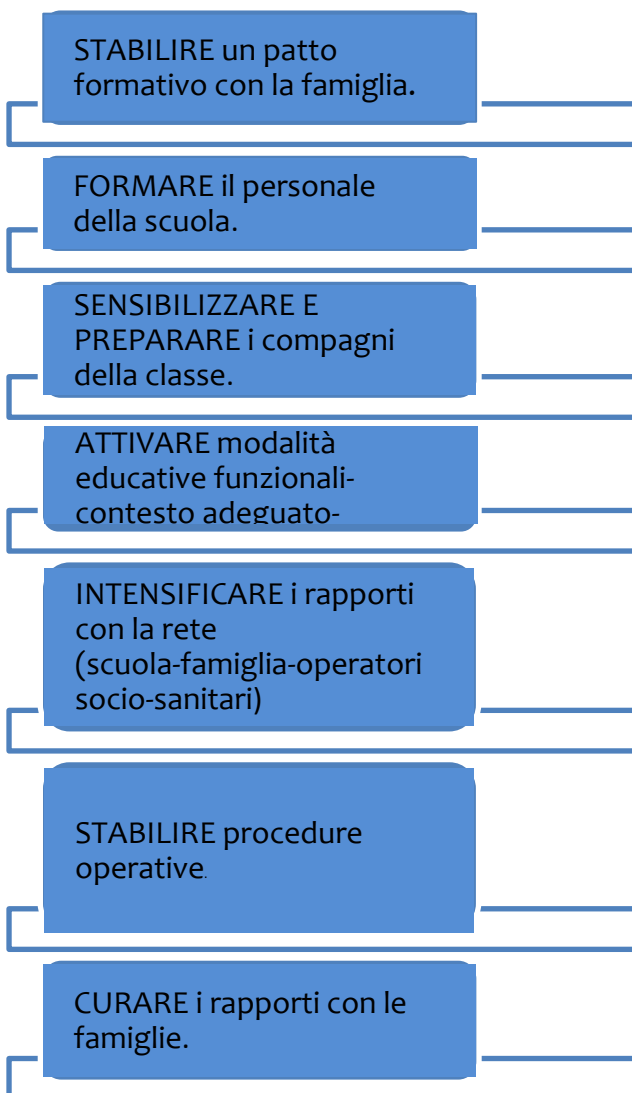 STABILIRE un patto
formativo con la famiglia.
FORMARE il personale
della scuola.
SENSIBILIZZARE E
PREPARARE i compagni
della classe.
ATTIVARE modalità
educative funzionali-
contesto adeguato-
INTENSIFICARE i rapporti
con la rete
(scuola-famiglia-operatori
socio-sanitari)
STABILIRE procedure
operative.
CURARE i rapporti con le
famiglie.